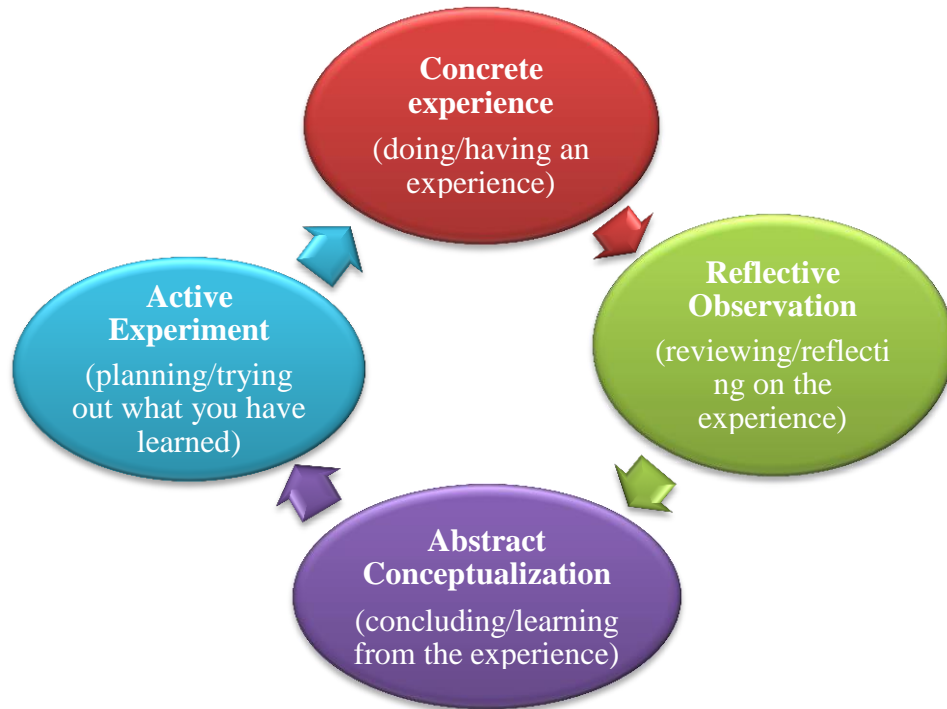 Concrete
experience
(doing/having an
experience)
Reflective
Observation
(reviewing/reflecti
ng on the
experience)
Abstract
Conceptualization
(concluding/learning
from the experience)
Active
Experiment
(planning/trying
out what you have
learned)